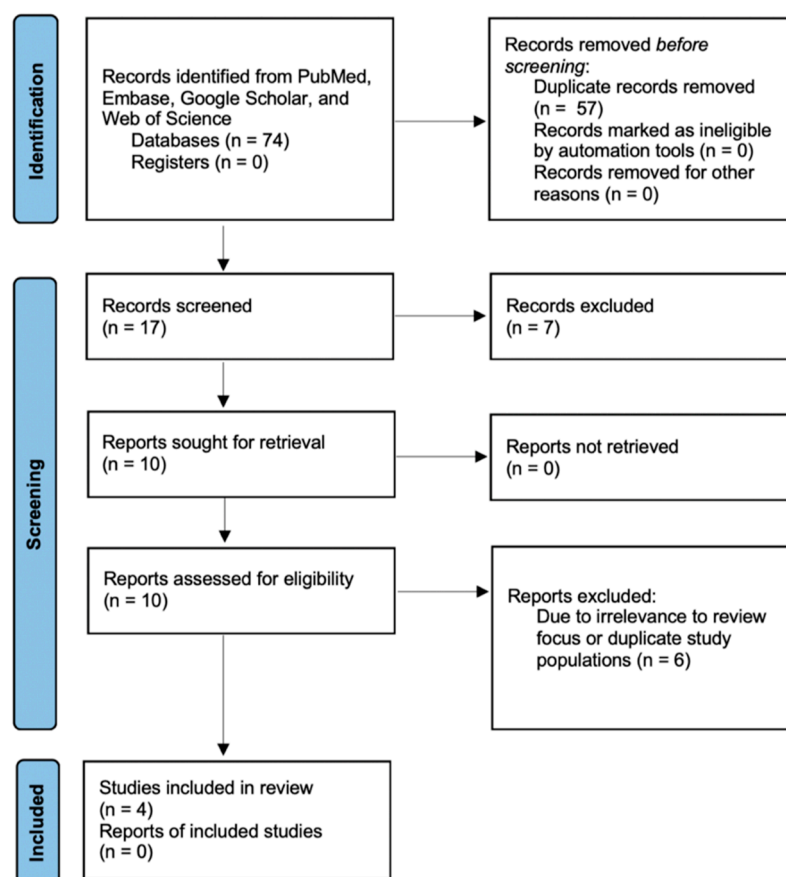 Identification
Records identified from PubMed,
Embase, Google Scholar, and
Web of Science
Databases (n = 74)
Registers (n = 0)
Records removed before
screening:
Duplicate records removed
(n = 57)
Records marked as ineligible
by automation tools (n = 0)
Records removed for other
reasons (n = 0)
Screening
Records screened
(n = 17)
Records excluded
(n = 7)
Reports sought for retrieval
(n = 10)
Reports not retrieved
(n = 0)
Reports assessed for eligibility
(n = 10)
Reports excluded:
Due to irrelevance to review
focus or duplicate study
populations (n = 6)
Included
Studies included in review
(n = 4)
Reports of included studies
(n = 0)